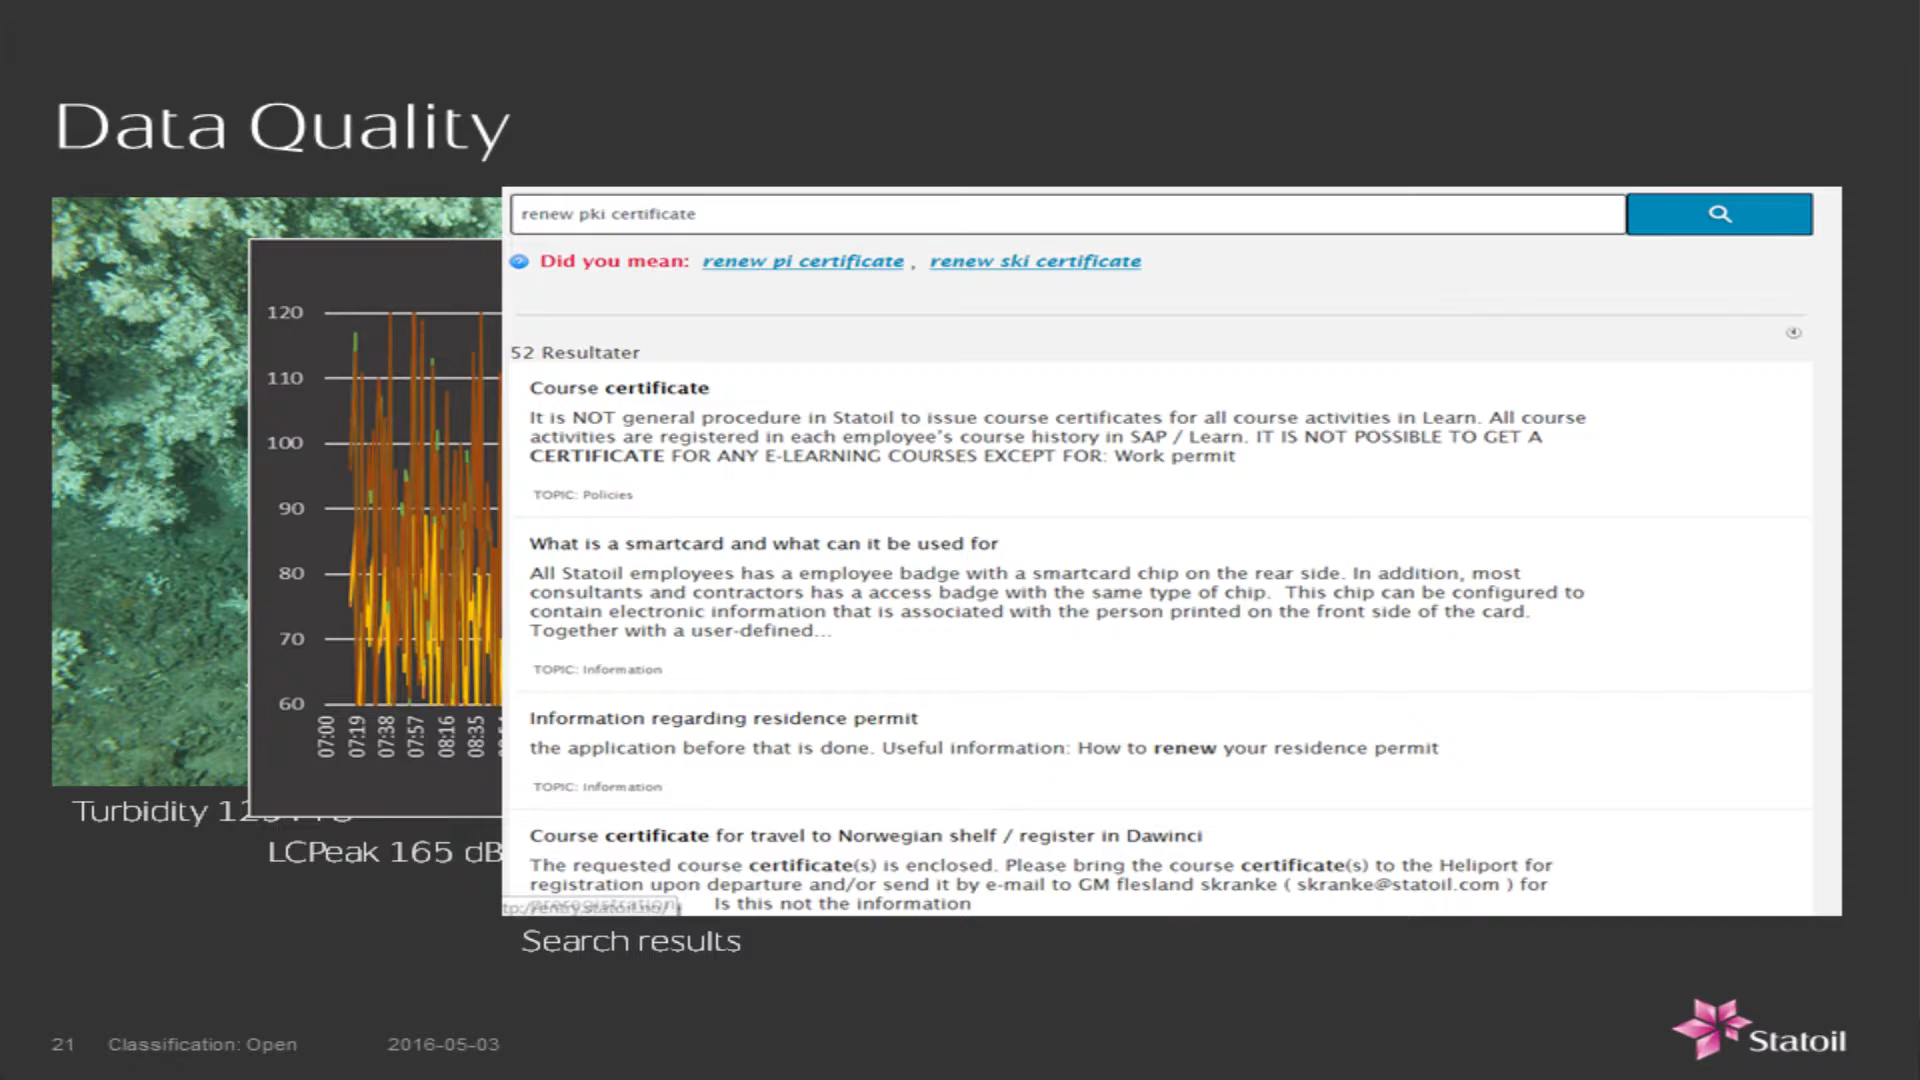 Data Quality
renew pki certificate
Did you mean: renew pi certificate , renew ski certificate
52 Resultater
Course certificate
It is NOT general procedure in Statoil to issue course certificates for all course activities in Learn. All course
activities are registered in each employee's course history in SAP / Learn. IT IS NOT POSSIBLE TO GET A
CERTIFICATE FOR ANY E-LEARNING COURSES EXCEPT FOR: Work permit
TOPIC: Policies
What is a smartcard and what can it be used for
All Statoil employees has a employee badge with a smartcard chip on the rear side. In addition, most
consultants and contractors has a access badge with the same type of chip. This chip can be configured to
contain electronic information that is associated with the person printed on the front side of the card.
Together with a user-defined...
TOPIC: Information
Information regarding residence permit
the application before that is done. Useful information: How to renew your residence permit
TOPIC: Information
Course certificate for travel to Norwegian shelf / register in Dawinci
The requested course certificate(s) is enclosed. Please bring the course certificate(s) to the Heliport for
registration upon departure and/or send it by e-mail to GM flesland skranke ( skranke@statoil.com ) for
Is this not the information
120
110
100
90
80
70
60
07:00
07:19
07:38
07:57
08:16
08:35
Turbidity
LCPeak 165 dB
Search results
21 Classification: Open 2016-05-03
Statoil